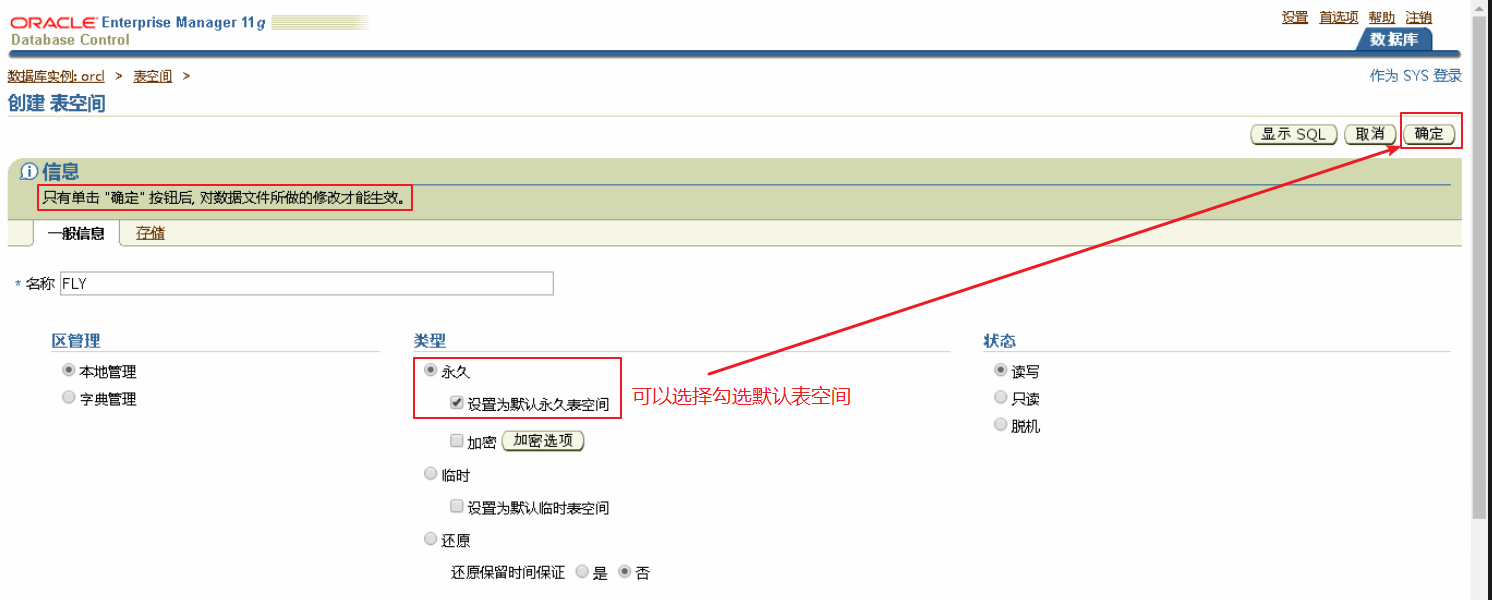 ORACLE Enterprise Manager 11g
Database Control
设置 首选项 帮助 注销
数据库
数据库实例: orcl > 表空间 >
作为 SYS 登录
创建 表空间
显示 SQL 取消 确定
信息
只有单击 "确定" 按钮后, 对数据文件所做的修改才能生效。
一般信息 存储
* 名称 FLY
区管理 类型 状态
本地管理 永久 读写
字典管理 设置为默认永久表空间 可以选择勾选默认表空间 只读
加密 加密选项 脱机
临时
设置为默认临时表空间
还原
还原保留时间保证 是 否